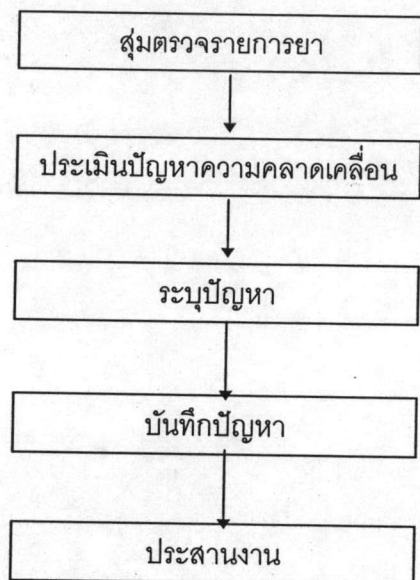 สุ่มตรวจรายการยา
ประเมินปัญหาความคลาดเคลื่อน
ระบุปัญหา
บันทึกปัญหา
ประสานงาน